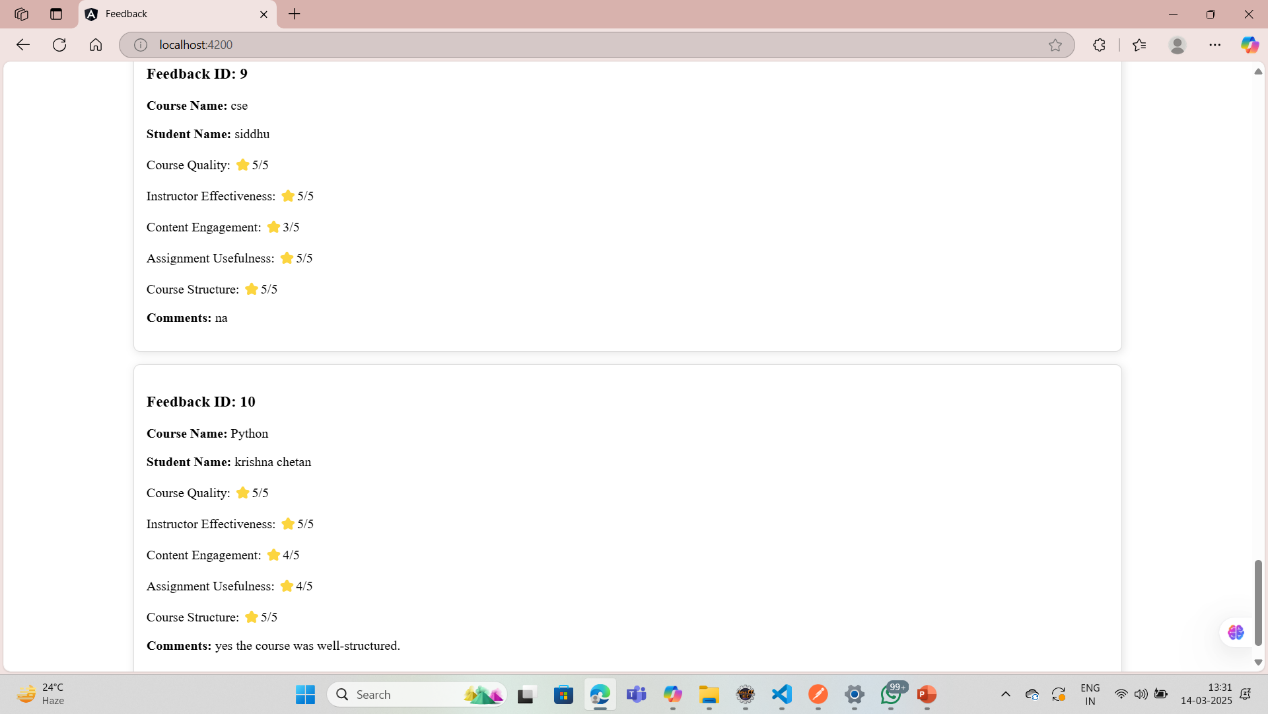 Feedback
localhost:4200
Feedback ID: 9
Course Name: cse
Student Name: siddhu
Course Quality: 5/5
Instructor Effectiveness: 5/5
Content Engagement: 3/5
Assignment Usefulness: 5/5
Course Structure: 5/5
Comments: na
Feedback ID: 10
Course Name: Python
Student Name: krishna chetan
Course Quality: 5/5
Instructor Effectiveness: 5/5
Content Engagement: 4/5
Assignment Usefulness: 4/5
Course Structure: 5/5
Comments: yes the course was well-structured.
24°C
Haze
Search
99+
ENG
IN
13:31
14-03-2025